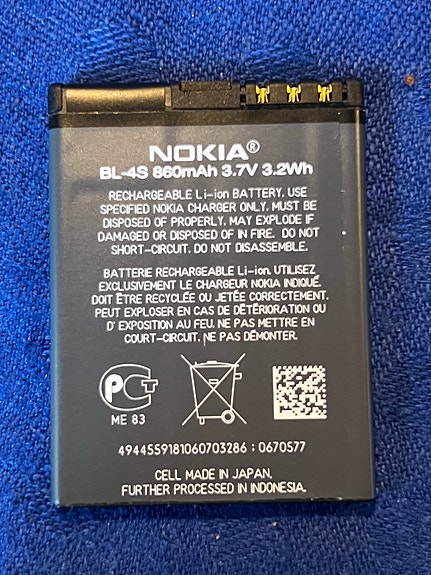 NOKIA®
BL-4S 860mAh 3.7V 3.2Wh
RECHARGEABLE Li-ion BATTERY. USE
SPECIFIED NOKIA CHARGER ONLY. MUST BE
DISPOSED OF PROPERLY. MAY EXPLODE IF
DAMAGED OR DISPOSED OF IN FIRE. DO NOT
SHORT-CIRCUIT. DO NOT DISASSEMBLE.
BATTERIE RECHARGEABLE Li-ion. UTILISEZ
EXCLUSIVEMENT LE CHARGEUR NOKIA INDIQUÉ.
DOIT ÊTRE RECYCLÉE OU JETÉE CORRECTEMENT.
PEUT EXPLOSER EN CAS DE DÉTÉRIORATION OU
D' EXPOSITION AU FEU. NE PAS METTRE EN
COURT-CIRCUIT. NE PAS DÉMONTER.
PCT
ME 83
4944559181060703286 : 0670577
CELL MADE IN JAPAN,
FURTHER PROCESSED IN INDONESIA.